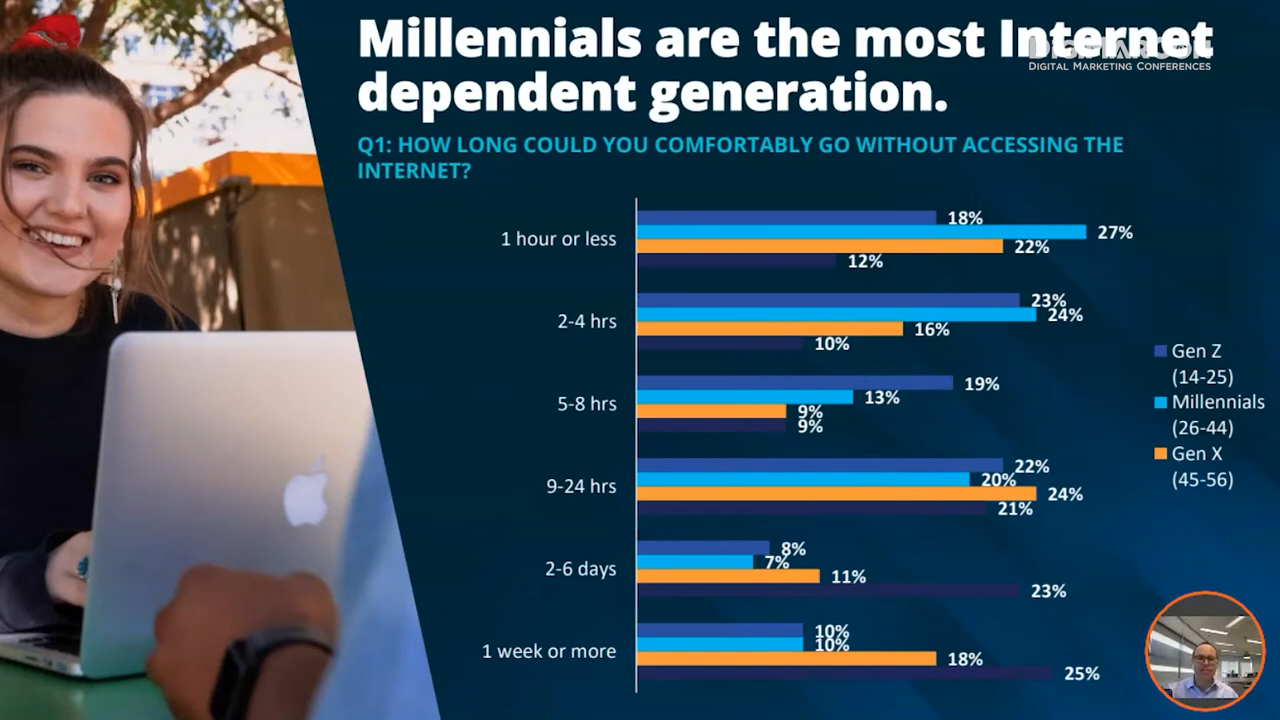 Millennials are the most Internet
dependent generation.
DIGIMARCON
DIGITAL MARKETING CONFERENCES
Q1: HOW LONG COULD YOU COMFORTABLY GO WITHOUT ACCESSING THE
INTERNET?
1 hour or less
18%
27%
22%
12%
2-4 hrs
23%
24%
16%
10%
5-8 hrs
19%
13%
9%
9%
9-24 hrs
22%
20%
24%
21%
2-6 days
8%
7%
11%
23%
1 week or more
10%
10%
18%
25%
Gen Z
(14-25)
Millennials
(26-44)
Gen X
(45-56)